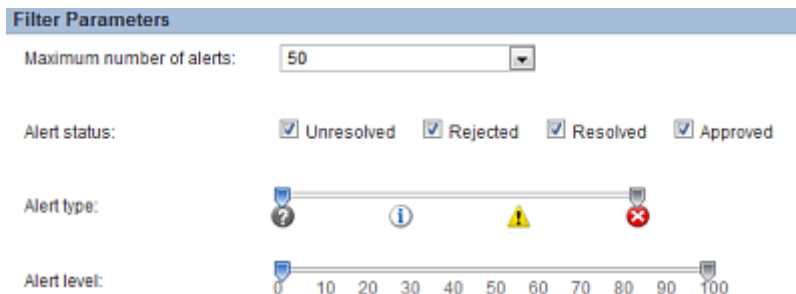 Filter Parameters
Maximum number of alerts: 50
Alert status: Unresolved Rejected Resolved Approved
Alert type:
Alert level: 0 10 20 30 40 50 60 70 80 90 100